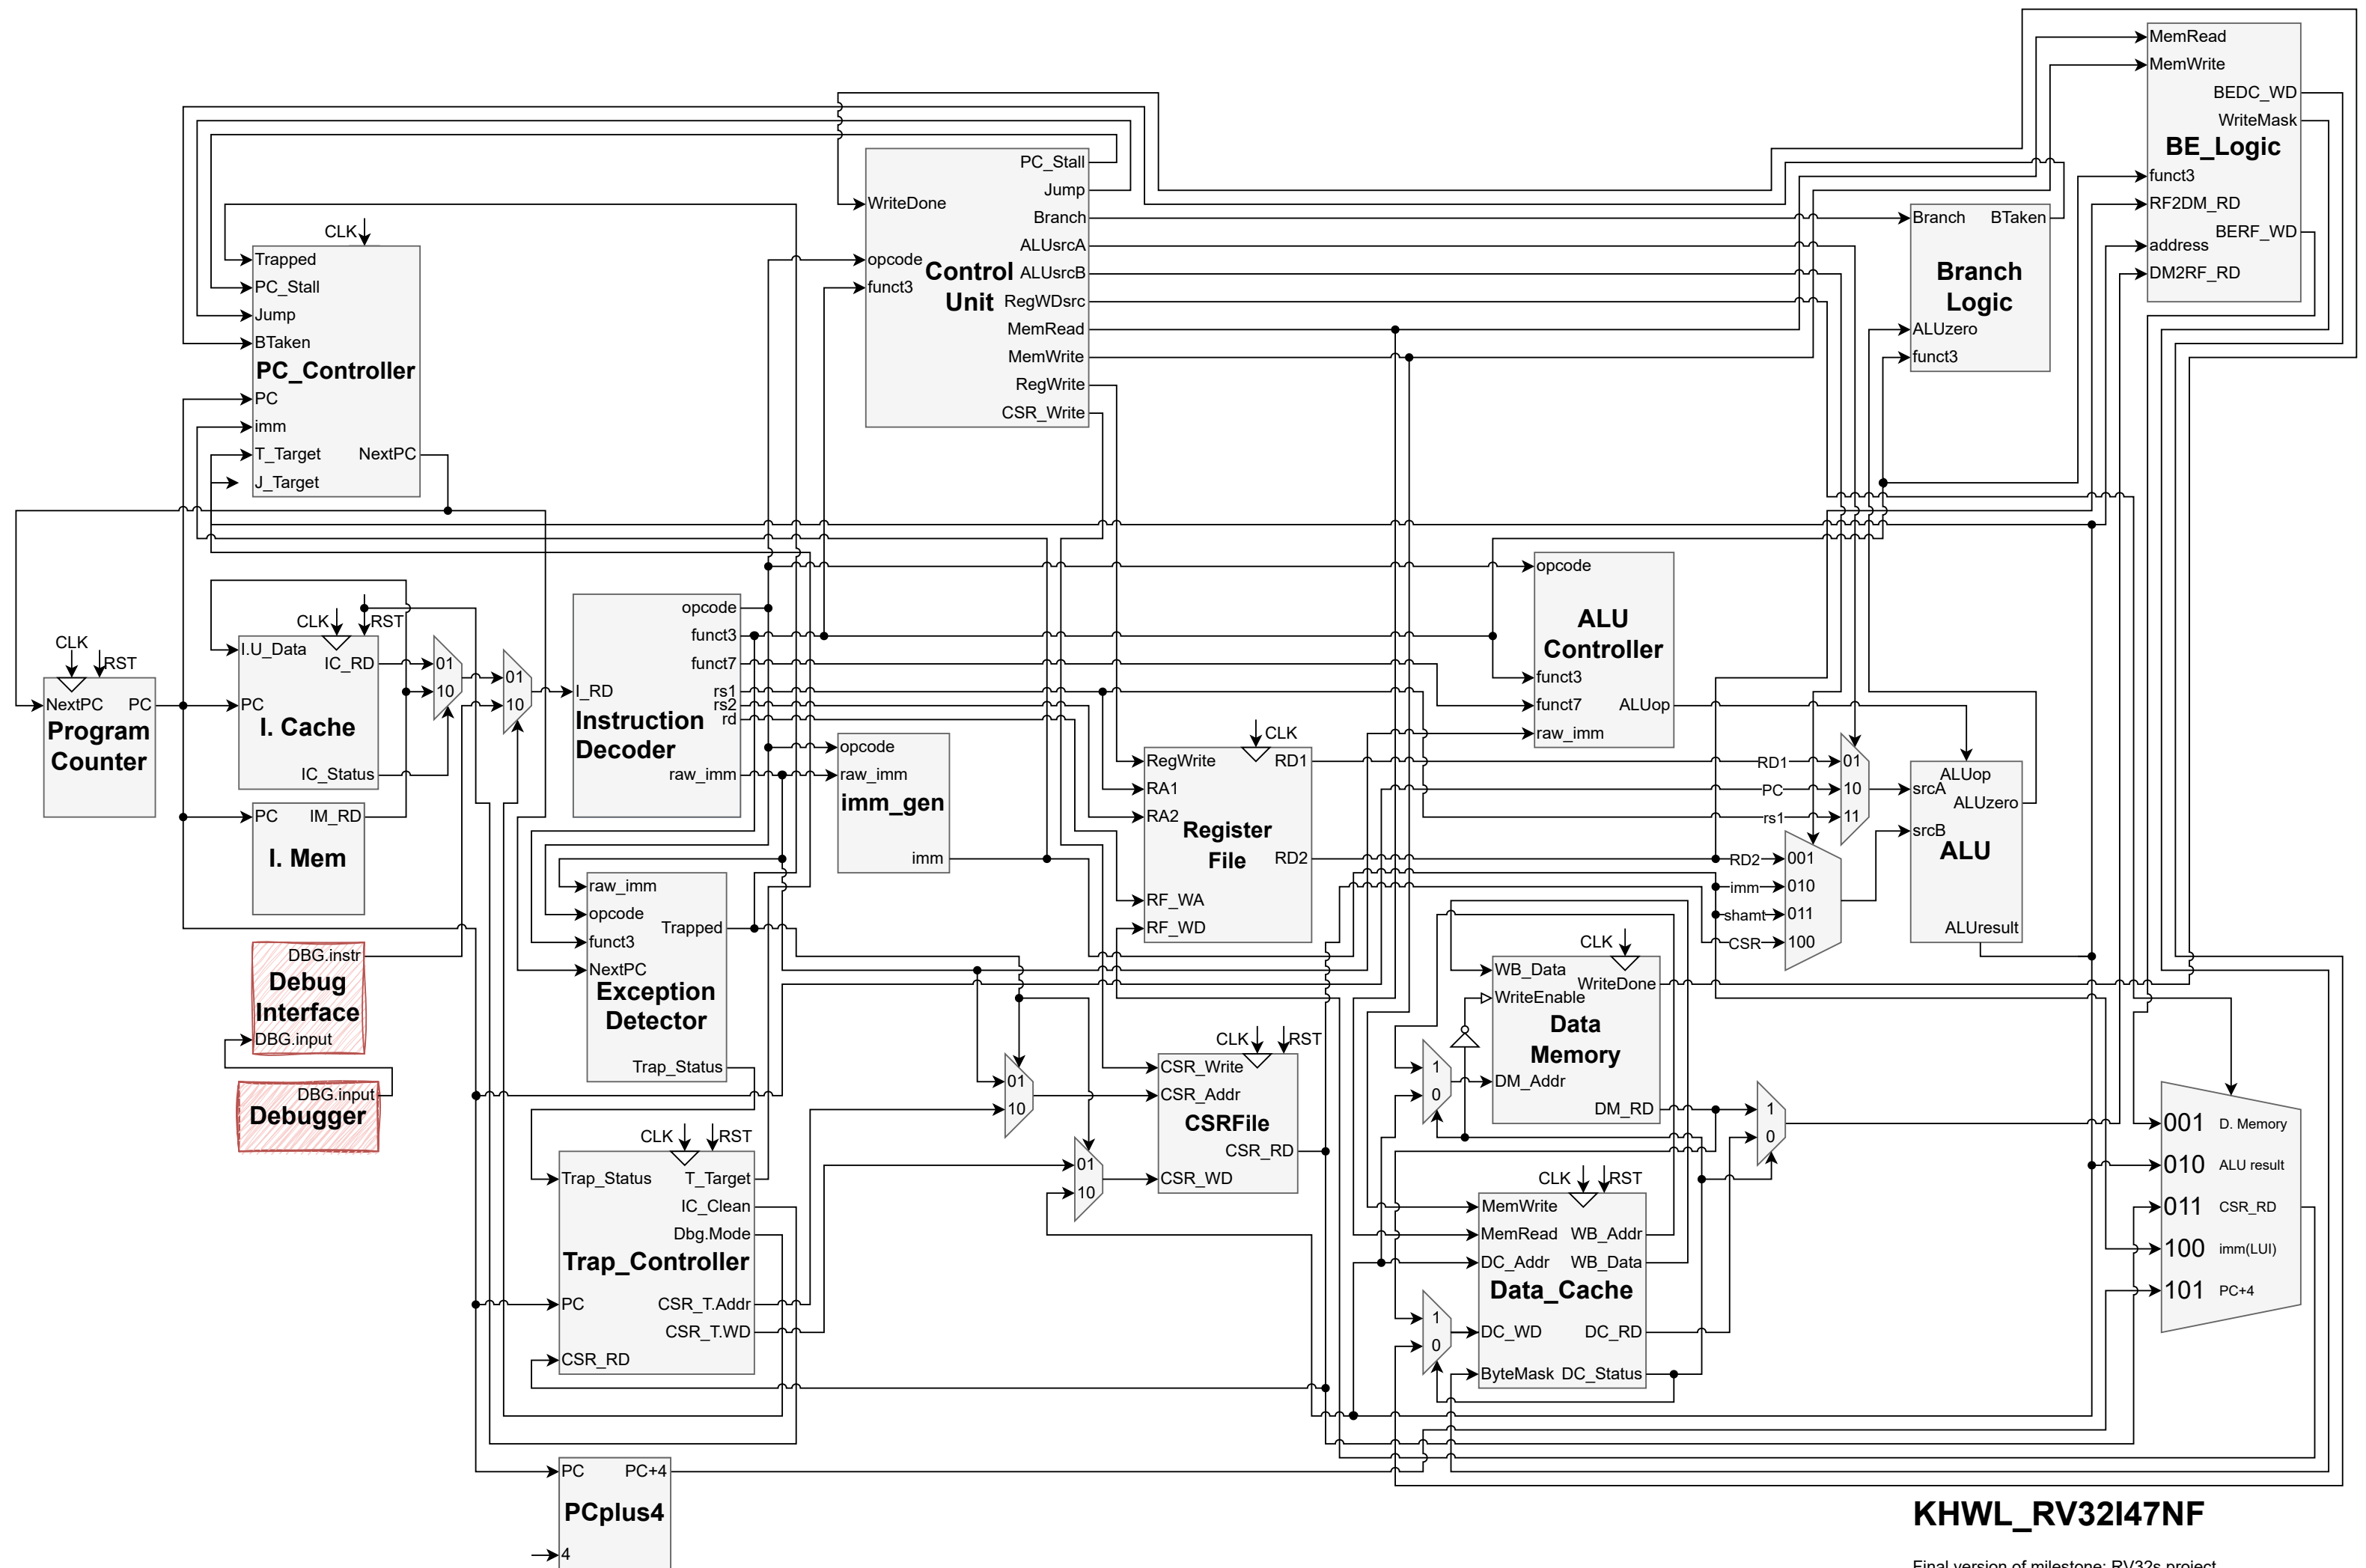 MemRead
MemWrite
BEDC_WD
WriteMask
BE_Logic
funct3
RF2DM_RD
BERF_WD
address
DM2RF_RD
PC_Stall
Jump
WriteDone
Branch
ALUsrcA
opcode
Control
Unit
ALUsrcB
funct3
RegWDsrc
MemRead
MemWrite
RegWrite
CSR_Write
Branch BTaken
Branch
Logic
ALUzero
funct3
CLK
Trapped
PC_Stall
Jump
BTaken
PC_Controller
PC
imm
T_Target NextPC
J_Target
CLK
RST
NextPC PC
Program
Counter
CLK
RST
I.U_Data
IC_RD
PC
I. Cache
IC_Status
01
10
01
10
PC IM_RD
I. Mem
opcode
funct3
funct7
I_RD
rs1
rs2
rd
Instruction
Decoder
raw_imm
opcode
raw_imm
imm_gen
imm
opcode
ALU
Controller
funct3
funct7 ALUop
raw_imm
CLK
RegWrite RD1
RA1
RA2
Register
File
RD2
RF_WA
RF_WD
RD1
PC
rs1
01
10
11
RD2
imm
shamt
CSR
001
010
011
100
ALUop
srcA
ALUzero
srcB
ALU
ALUresult
raw_imm
opcode
Trapped
funct3
NextPC
Exception
Detector
Trap_Status
DBG.instr
Debug
Interface
DBG.input
DBG.input
Debugger
CLK
WB_Data
WriteDone
WriteEnable
Data
Memory
DM_Addr
DM_RD
1
0
1
0
CLK
RST
CSR_Write
CSR_Addr
CSRFile
CSR_RD
CSR_WD
01
10
01
10
CLK
RST
Trap_Status T_Target
IC_Clean
Dbg.Mode
Trap_Controller
PC CSR_T.Addr
CSR_T.WD
CSR_RD
CLK
RST
MemWrite
MemRead WB_Addr
DC_Addr WB_Data
Data_Cache
DC_WD DC_RD
ByteMask DC_Status
1
0
001 D. Memory
010 ALU result
011 CSR_RD
100 imm(LUI)
101 PC+4
PC PC+4
PCplus4
4
KHWL_RV32I47NF
Final version of milestone: RV32s project